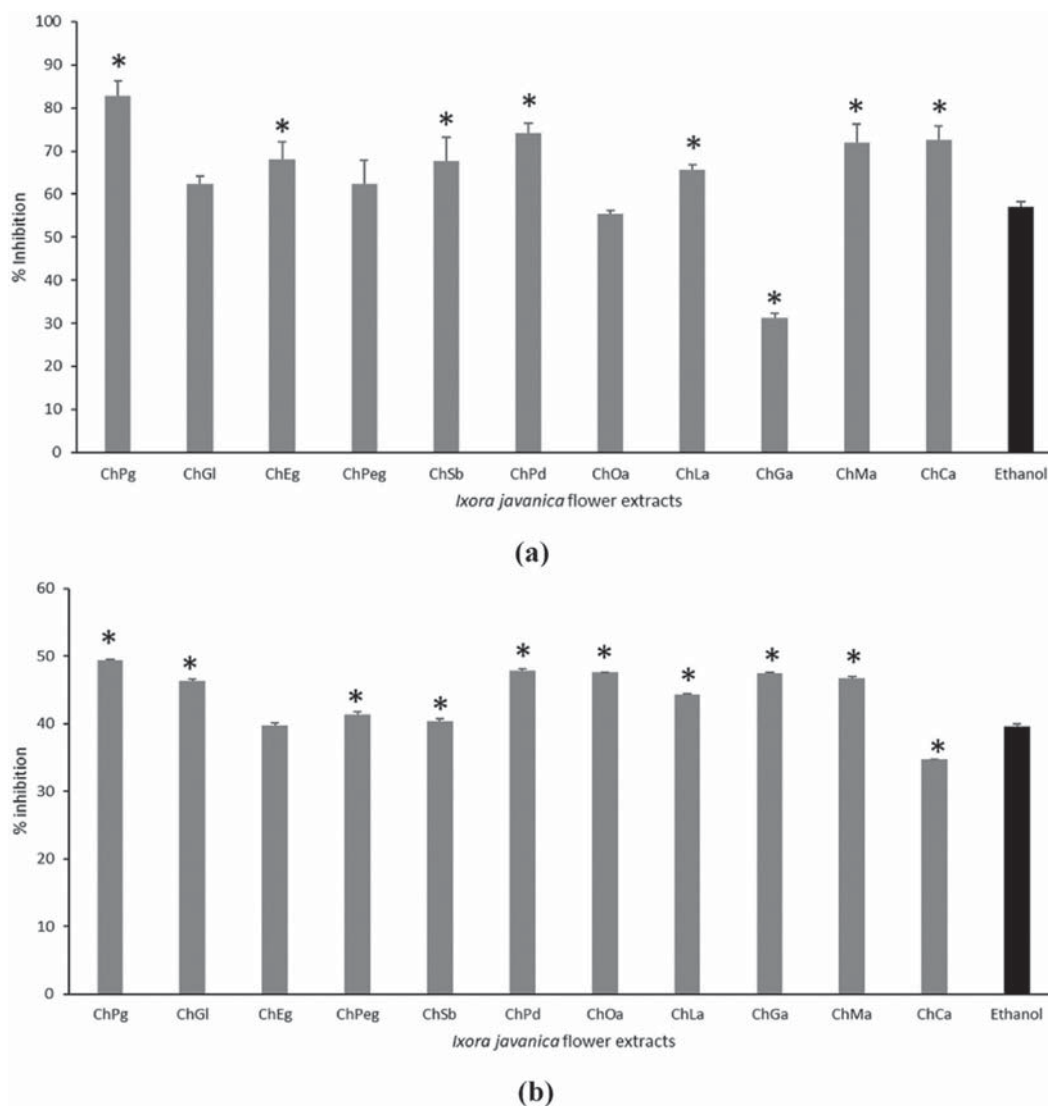 100
90
80
70
60
50
40
30
20
10
0
% Inhibition
* * * * * * * *
ChPg ChGl ChEg ChPeg ChSb ChPd ChOa ChLa ChGa ChMa ChCa Ethanol
Ixora javanica flower extracts
(a)
60
50
40
30
20
10
0
% inhibition
* * * * * * * * * *
ChPg ChGl ChEg ChPeg ChSb ChPd ChOa ChLa ChGa ChMa ChCa Ethanol
Ixora javanica flower extracts
(b)